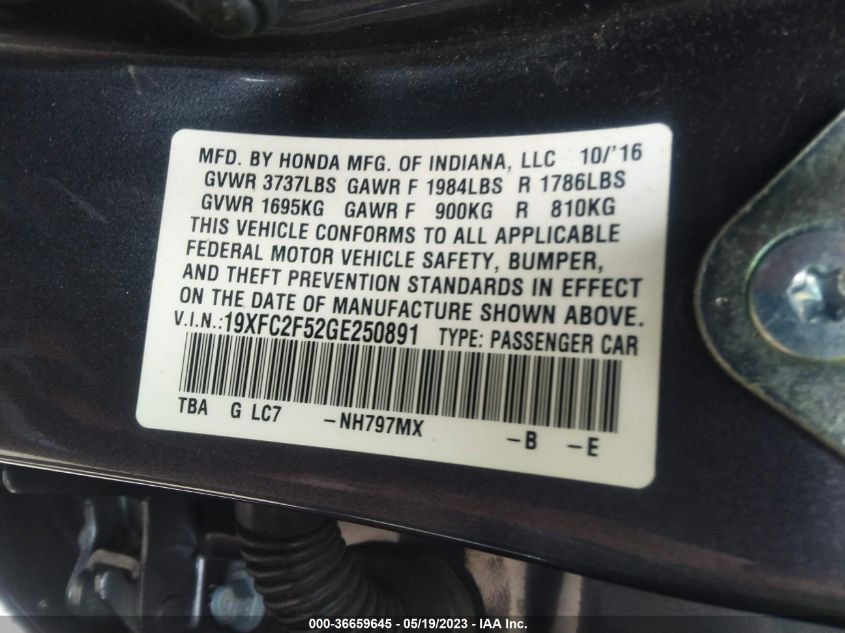 MFD. BY HONDA MFG. OF INDIANA, LLC 10/'16
GVWR 3737LBS GAWR F 1984LBS R 1786LBS
GVWR 1695KG GAWR F 900KG R 810KG
THIS VEHICLE CONFORMS TO ALL APPLICABLE
FEDERAL MOTOR VEHICLE SAFETY, BUMPER,
AND THEFT PREVENTION STANDARDS IN EFFECT
ON THE DATE OF MANUFACTURE SHOWN ABOVE.
V.I.N.:19XFC2F52GE250891 TYPE: PASSENGER CAR
TBA G LC7 -NH797MX -B -E
000-36659645 - 05/19/2023 - IAAI.com